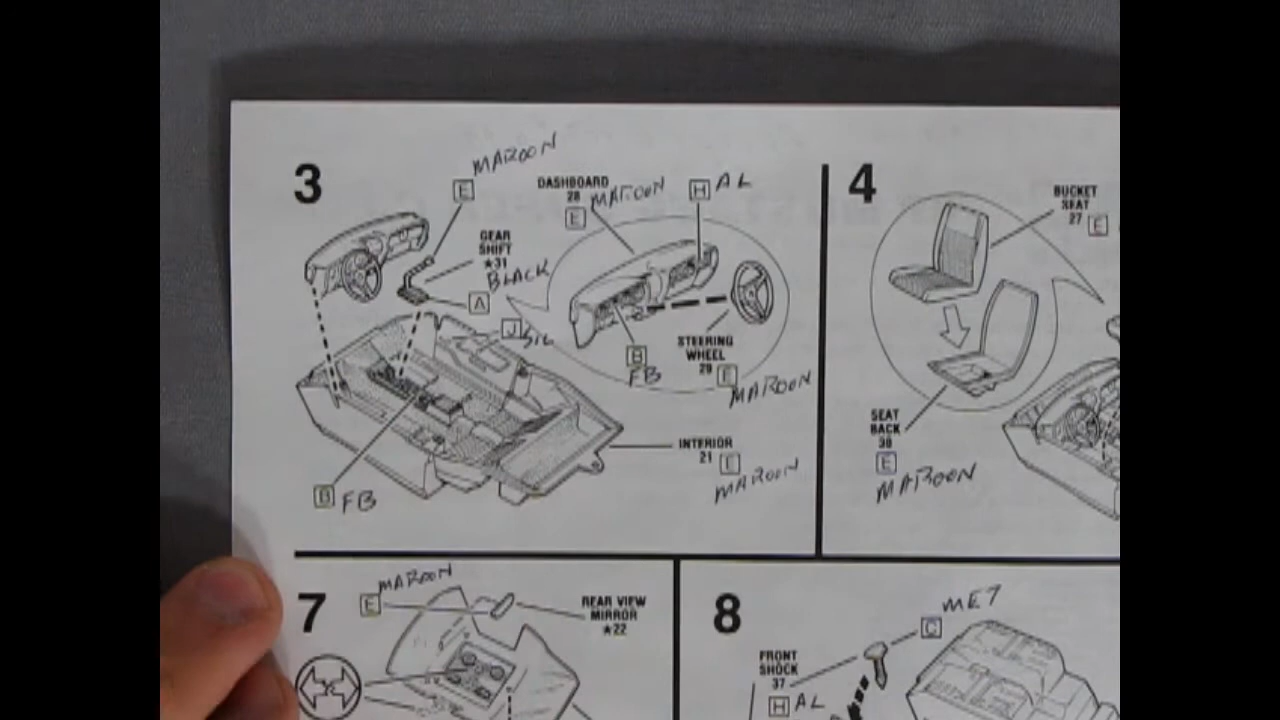 3
MAROON
E
DASHBOARD
28
E
MAROON
H AL
GEAR
SHIFT
★31
BLACK
A
J SIL
B
FB
STEERING
WHEEL
29 E
MAROON
INTERIOR
21 E
MAROON
B FB
4
BUCKET
SEAT
27 E
SEAT
BACK
30
E
MAROON
7
MAROON
E
REAR VIEW
MIRROR
★22
8
MET
C
FRONT
SHOCK
37
H AL